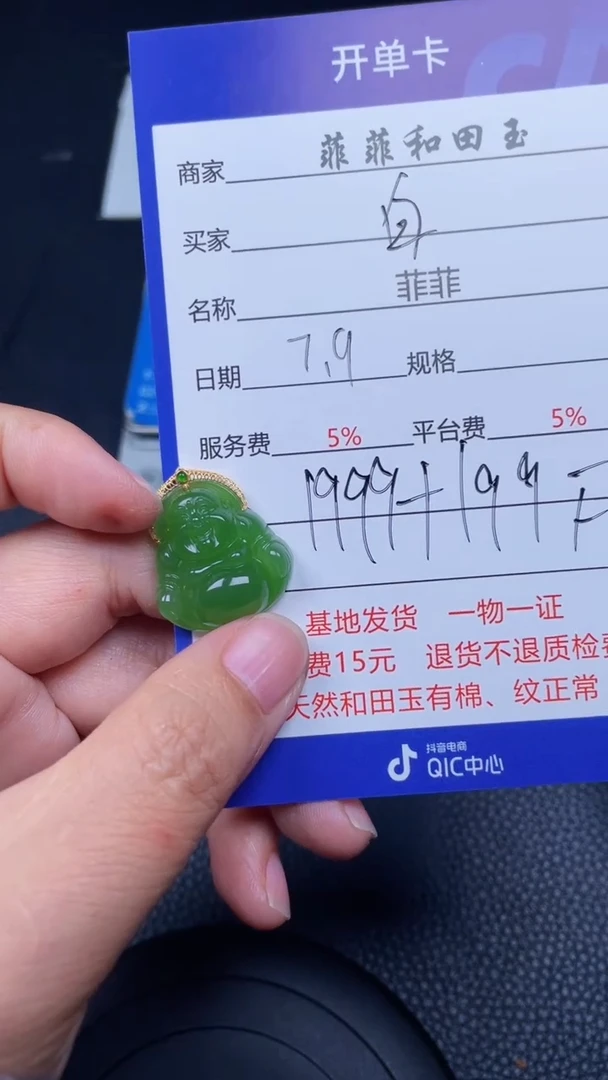 开单卡
商家 菲菲和田玉
买家
名称 菲菲
日期 7.9 规格
服务费 5% 平台费 5%
1999+199
基地发货 一物一证
费15元 退货不退质检费
天然和田玉有棉、纹正常
抖音电商
QIC中心